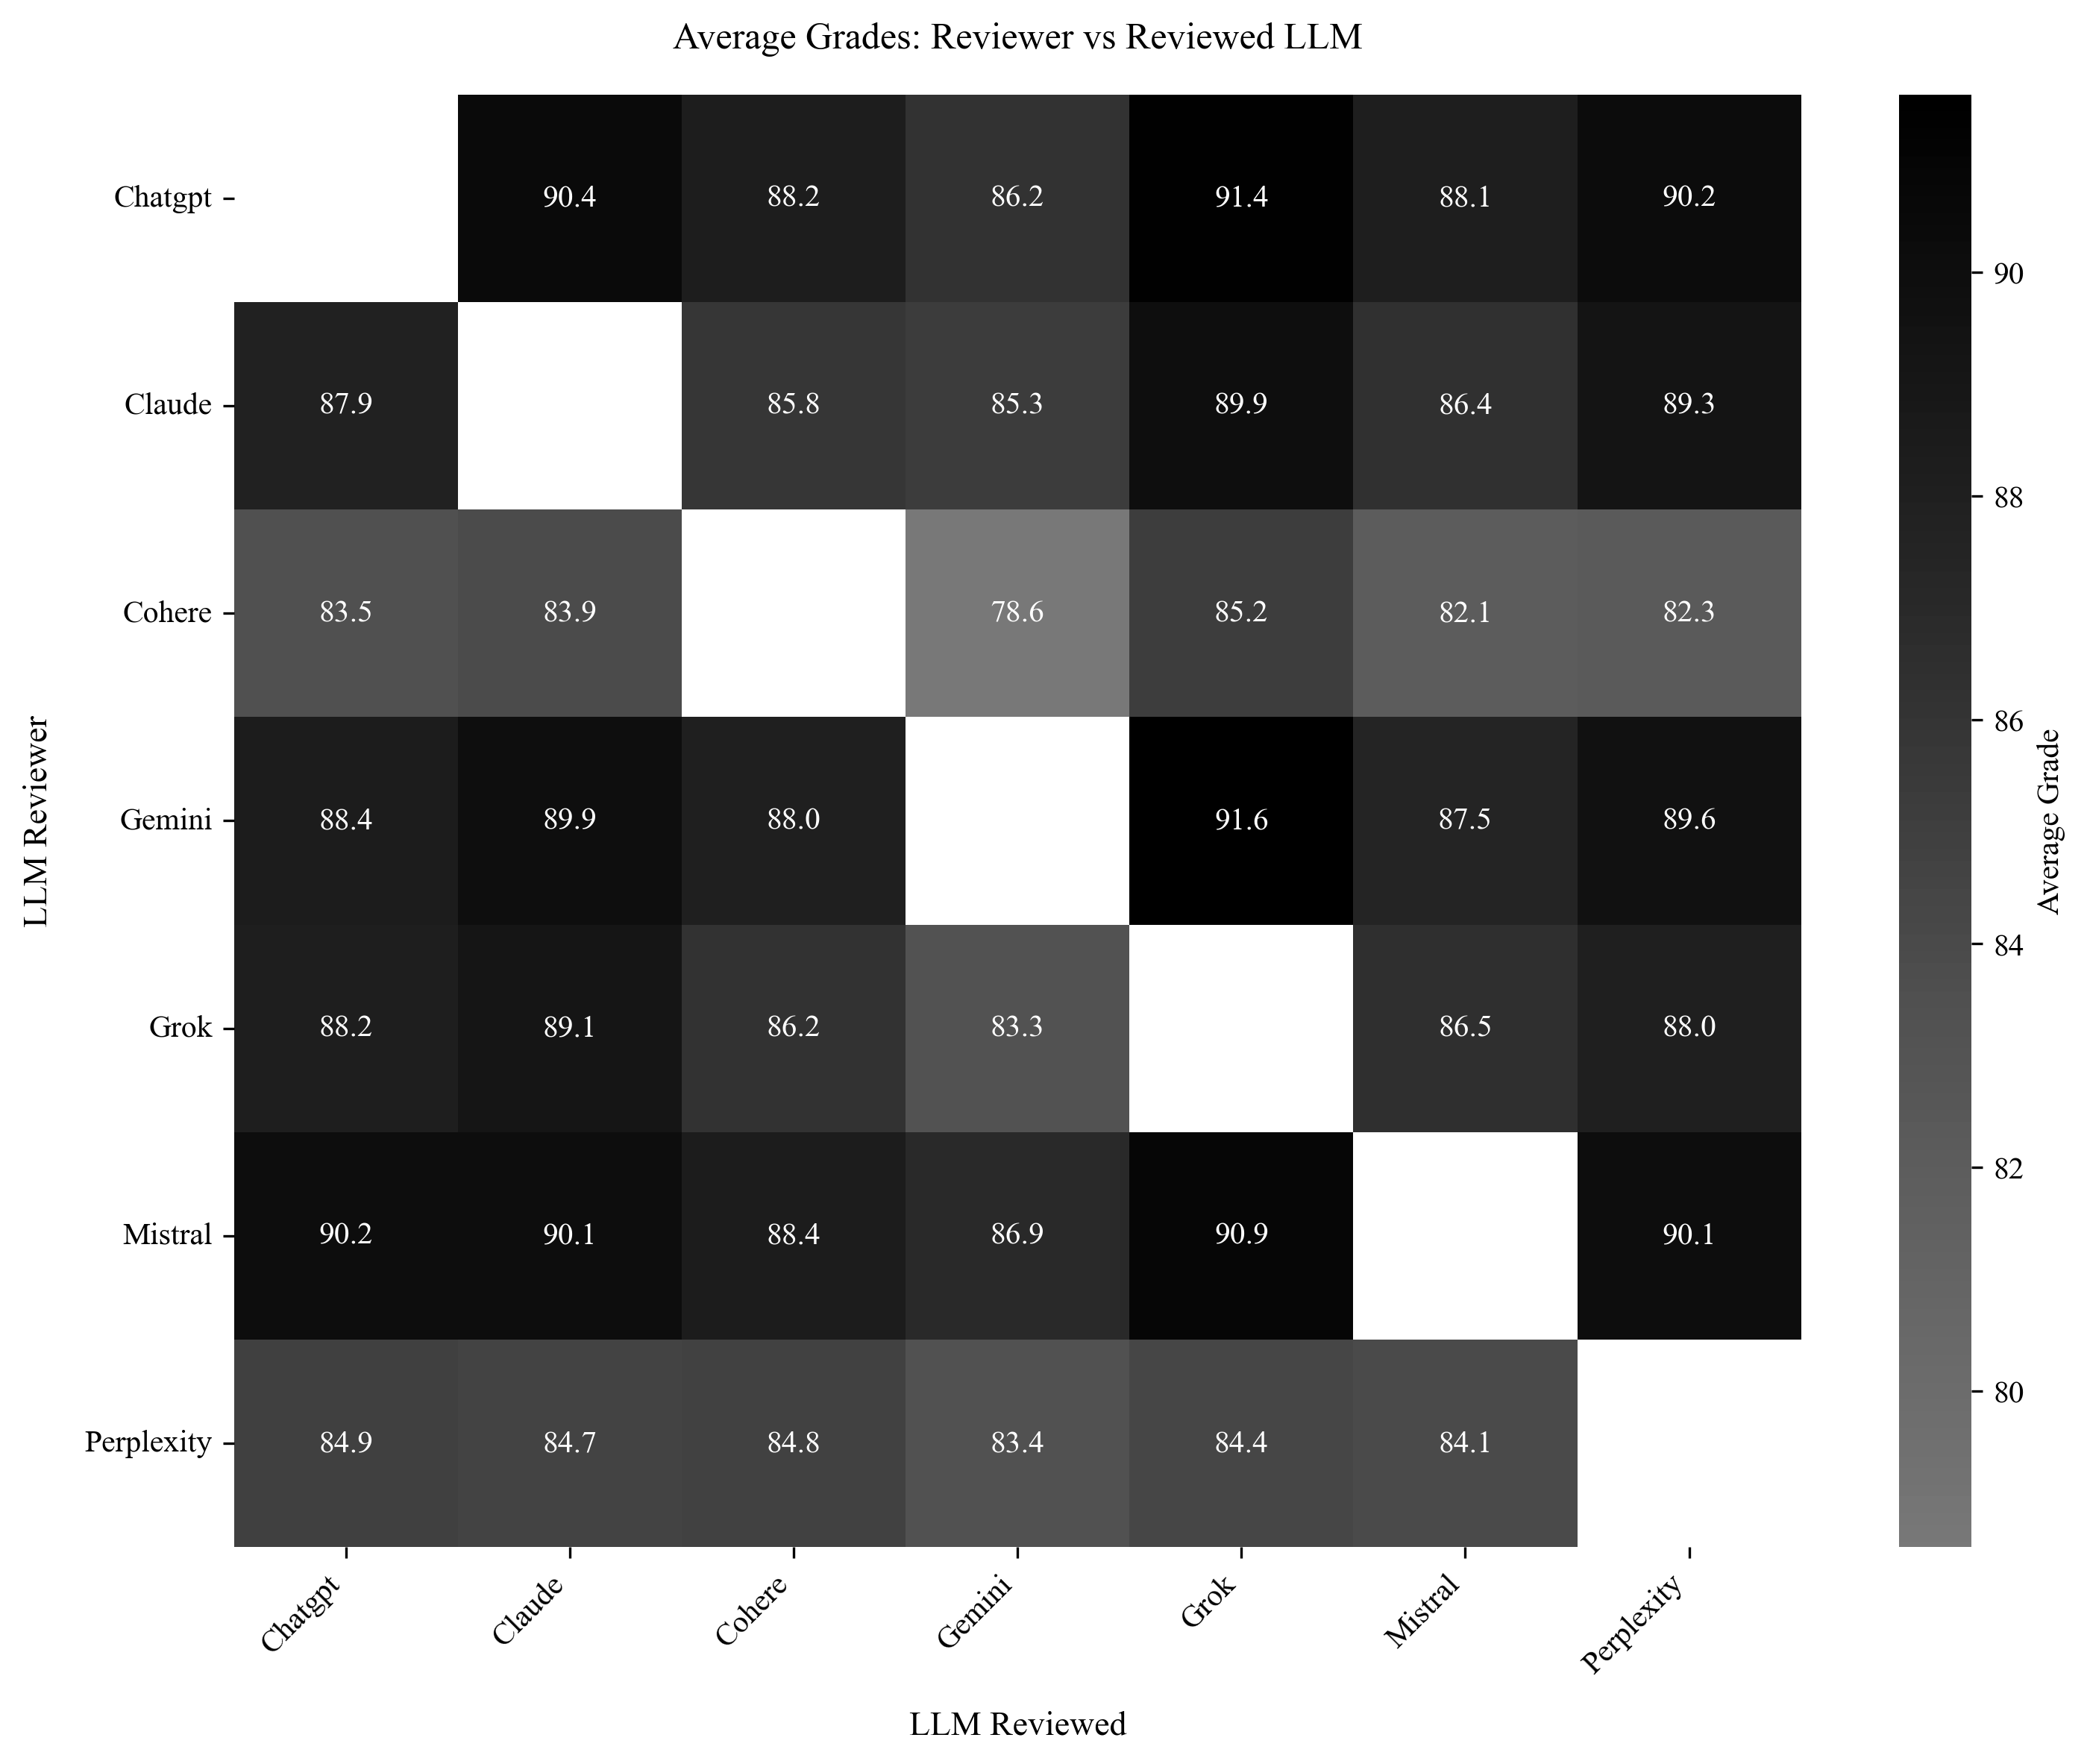 Average Grades: Reviewer vs Reviewed LLM
Chatgpt 90.4 88.2 86.2 91.4 88.1 90.2
Claude 87.9 85.8 85.3 89.9 86.4 89.3
Cohere 83.5 83.9 78.6 85.2 82.1 82.3
Gemini 88.4 89.9 88.0 91.6 87.5 89.6
Grok 88.2 89.1 86.2 83.3 86.5 88.0
Mistral 90.2 90.1 88.4 86.9 90.9 90.1
Perplexity 84.9 84.7 84.8 83.4 84.4 84.1
LLM Reviewer
Chatgpt Claude Cohere Gemini Grok Mistral Perplexity
LLM Reviewed
90
88
86
84
82
80
Average Grade